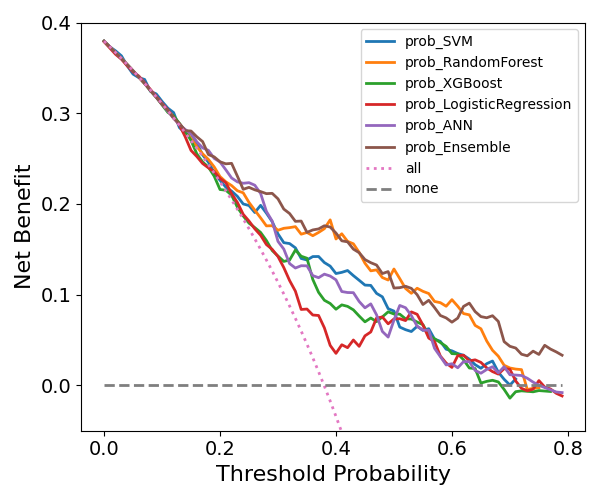 0.4
0.3
0.2
0.1
0.0
Net Benefit
prob_SVM
prob_RandomForest
prob_XGBoost
prob_LogisticRegression
prob_ANN
prob_Ensemble
all
none
0.0 0.2 0.4 0.6 0.8
Threshold Probability